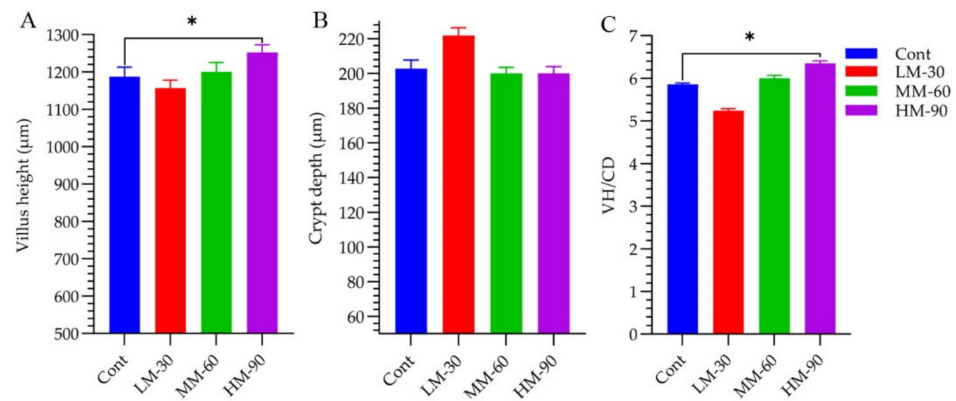 A
Villus height (μm)
1300
1200
1100
1000
900
800
700
600
500
*
Cont
LM-30
MM-60
HM-90
B
Crypt depth (μm)
220
200
180
160
140
120
100
80
60
Cont
LM-30
MM-60
HM-90
C
VH/CD
7
6
5
4
3
2
1
0
*
Cont
LM-30
MM-60
HM-90
Cont
LM-30
MM-60
HM-90